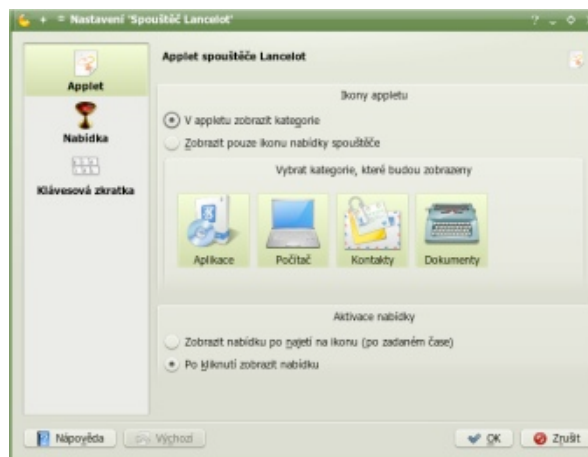 Nastavení 'Spouštěč Lancelot'
Applet
Nabídka
Klávesová zkratka
Applet spouštěče Lancelot
Ikony appletu
V appletu zobrazit kategorie
Zobrazit pouze ikonu nabídky spouštěče
Vybrat kategorie, které budou zobrazeny
Aplikace Počítač Kontakty Dokumenty
Aktivace nabídky
Zobrazit nabídku po najetí na ikonu (po zadaném čase)
Po kliknutí zobrazit nabídku
Nápověda Výchozí OK Zrušit